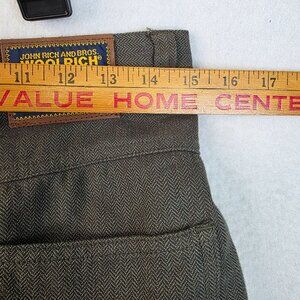 JOHN RICH AND BROS.
WOOLRICH®
11 12 13 14 15 16 17
VALUE HOME CENTE